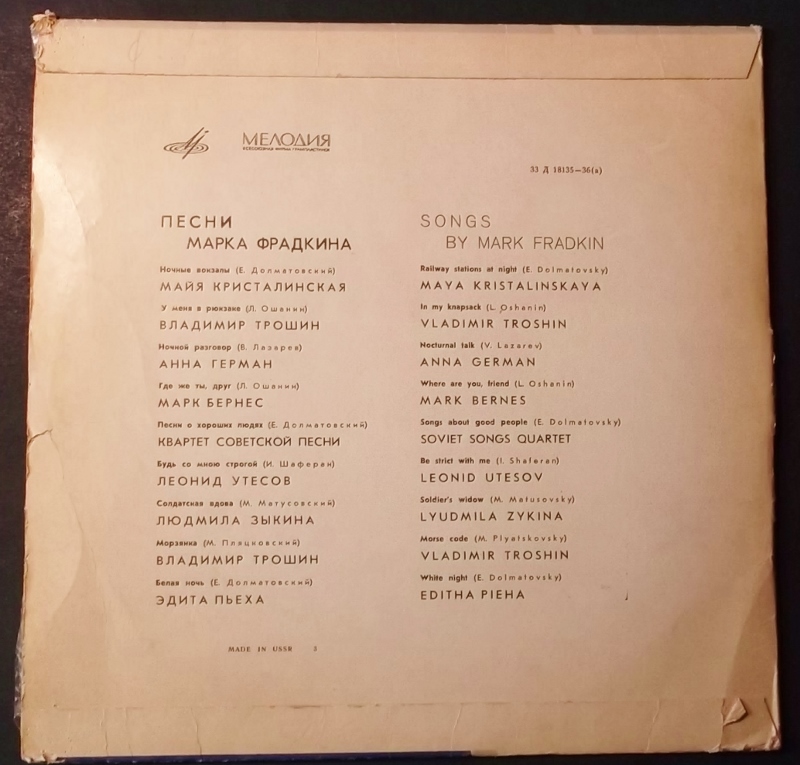 МЕЛОДИЯ
ВСЕСОЮЗНАЯ ФИРМА ГРАМПЛАСТИНОК
33 Д 18135—36(а)
ПЕСНИ
МАРКА ФРАДКИНА
Ночные вокзалы (Е. Долматовский)
МАЙЯ КРИСТАЛИНСКАЯ
У меня в рюкзаке (Л. Ошанин)
ВЛАДИМИР ТРОШИН
Ночной разговор (В. Лазарев)
АННА ГЕРМАН
Где же ты, друг (Л. Ошанин)
МАРК БЕРНЕС
Песни о хороших людях (Е. Долматовский)
КВАРТЕТ СОВЕТСКОЙ ПЕСНИ
Будь со мною строгой (И. Шаферан)
ЛЕОНИД УТЕСОВ
Солдатская вдова (М. Матусовский)
ЛЮДМИЛА ЗЫКИНА
Морзянка (М. Пляцковский)
ВЛАДИМИР ТРОШИН
Белая ночь (Е. Долматовский)
ЭДИТА ПЬЕХА
SONGS
BY MARK FRADKIN
Railway stations at night (E. Dolmatovsky)
MAYA KRISTALINSKAYA
In my knapsack (L. Oshanin)
VLADIMIR TROSHIN
Nocturnal talk (V. Lazarev)
ANNA GERMAN
Where are you, friend (L. Oshanin)
MARK BERNES
Songs about good people (E. Dolmatovsky)
SOVIET SONGS QUARTET
Be strict with me (I. Shaferan)
LEONID UTESOV
Soldier's widow (M. Matusovsky)
LYUDMILA ZYKINA
Morse code (M. Plyatskovsky)
VLADIMIR TROSHIN
White night (E. Dolmatovsky)
EDITHA PIEHA
MADE IN USSR 3